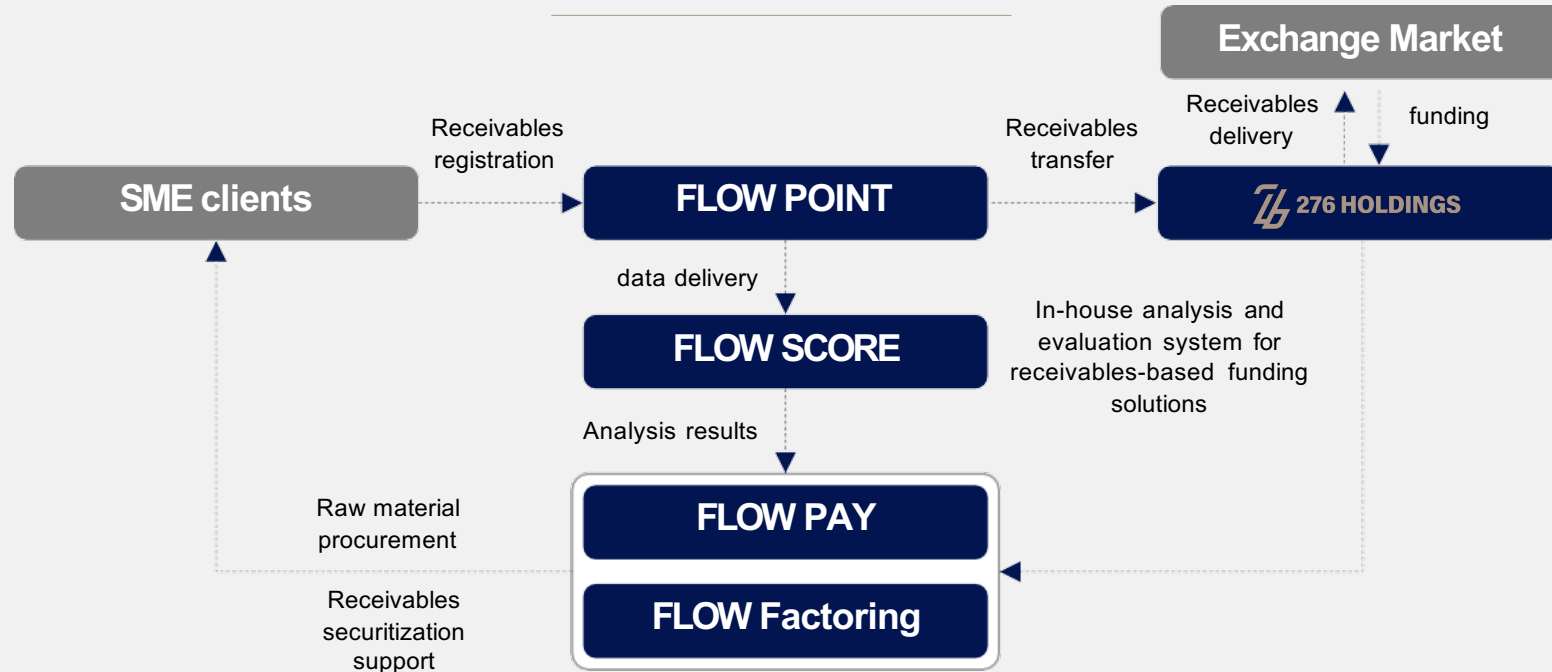 Exchange Market
Receivables
delivery
funding
Receivables
registration
Receivables
transfer
SME clients
FLOW POINT
276 HOLDINGS
data delivery
FLOW SCORE
In-house analysis and
evaluation system for
receivables-based funding
solutions
Analysis results
FLOW PAY
Raw material
procurement
FLOW Factoring
Receivables
securitization
support